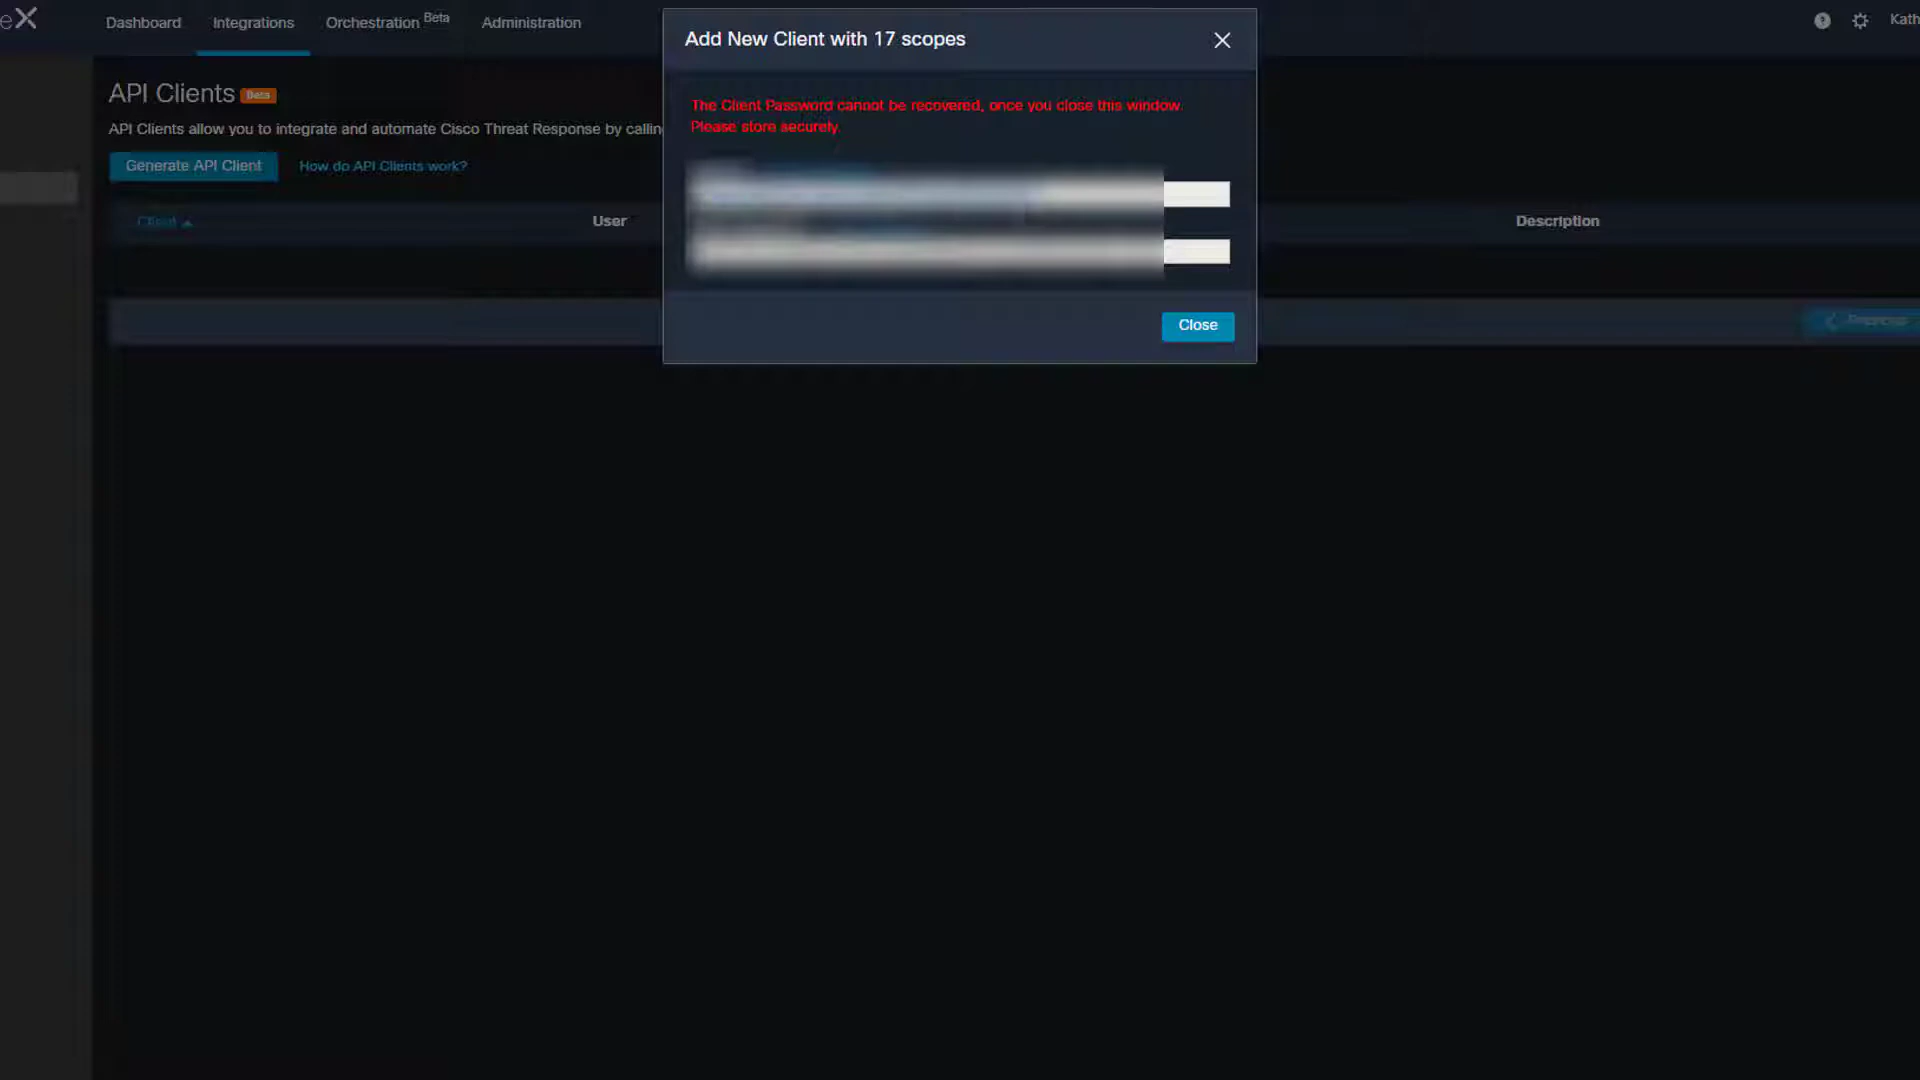 eX
Dashboard
Integrations
Orchestration Beta
Administration
Kath
Add New Client with 17 scopes
API Clients Beta
The Client Password cannot be recovered, once you close this window.
Please store securely.
API Clients allow you to integrate and automate Cisco Threat Response by callin
Generate API Client
How do API Clients work?
Client
User
Description
Close